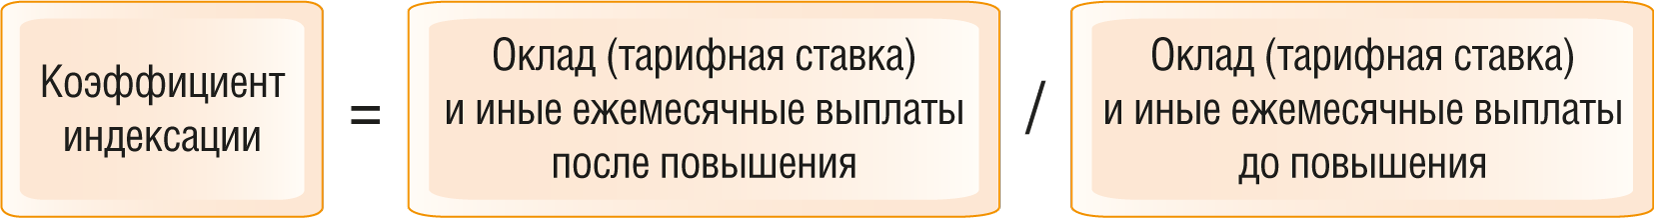 Коэффициент
индексации
=
Оклад (тарифная ставка)
и иные ежемесячные выплаты
после повышения
/
Оклад (тарифная ставка)
и иные ежемесячные выплаты
до повышения